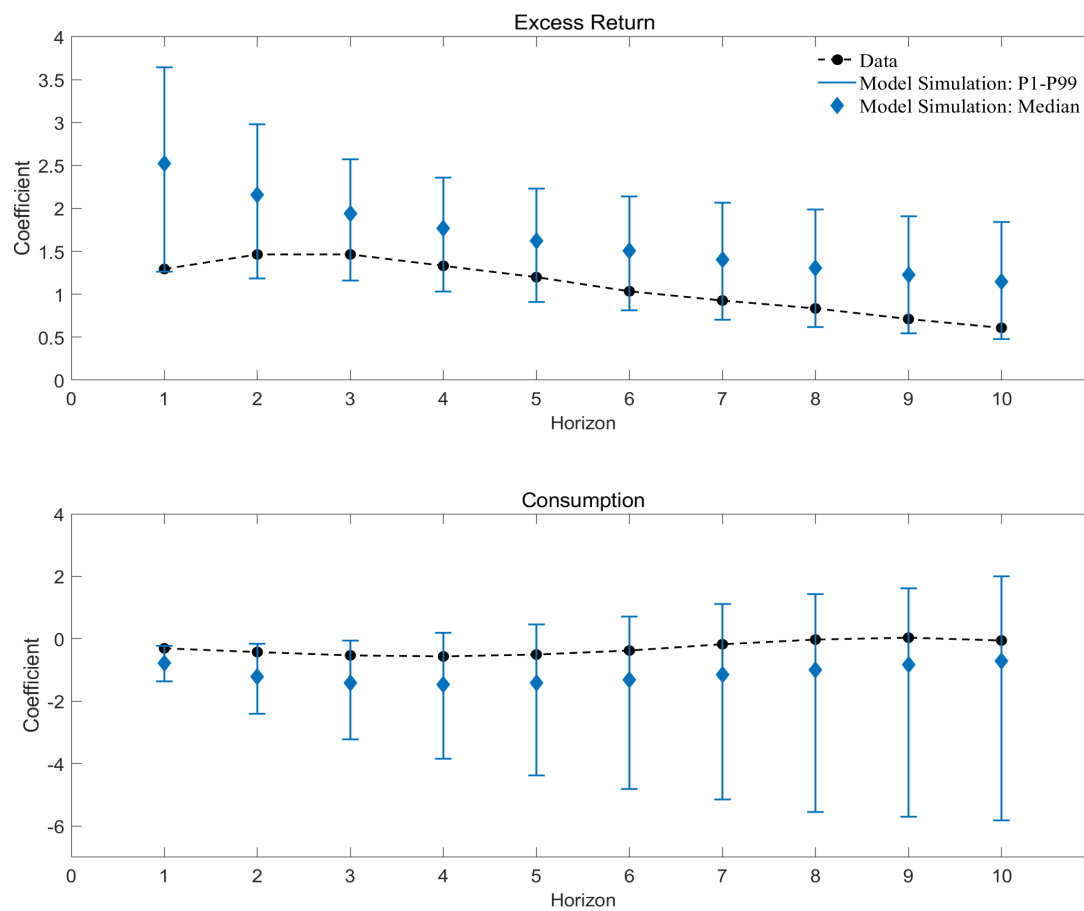 Excess Return
4
3.5
3
2.5
2
1.5
1
0.5
0
Coefficient
Data
Model Simulation: P1-P99
Model Simulation: Median
0 1 2 3 4 5 6 7 8 9 10
Horizon
Consumption
4
2
0
-2
-4
-6
Coefficient
0 1 2 3 4 5 6 7 8 9 10
Horizon